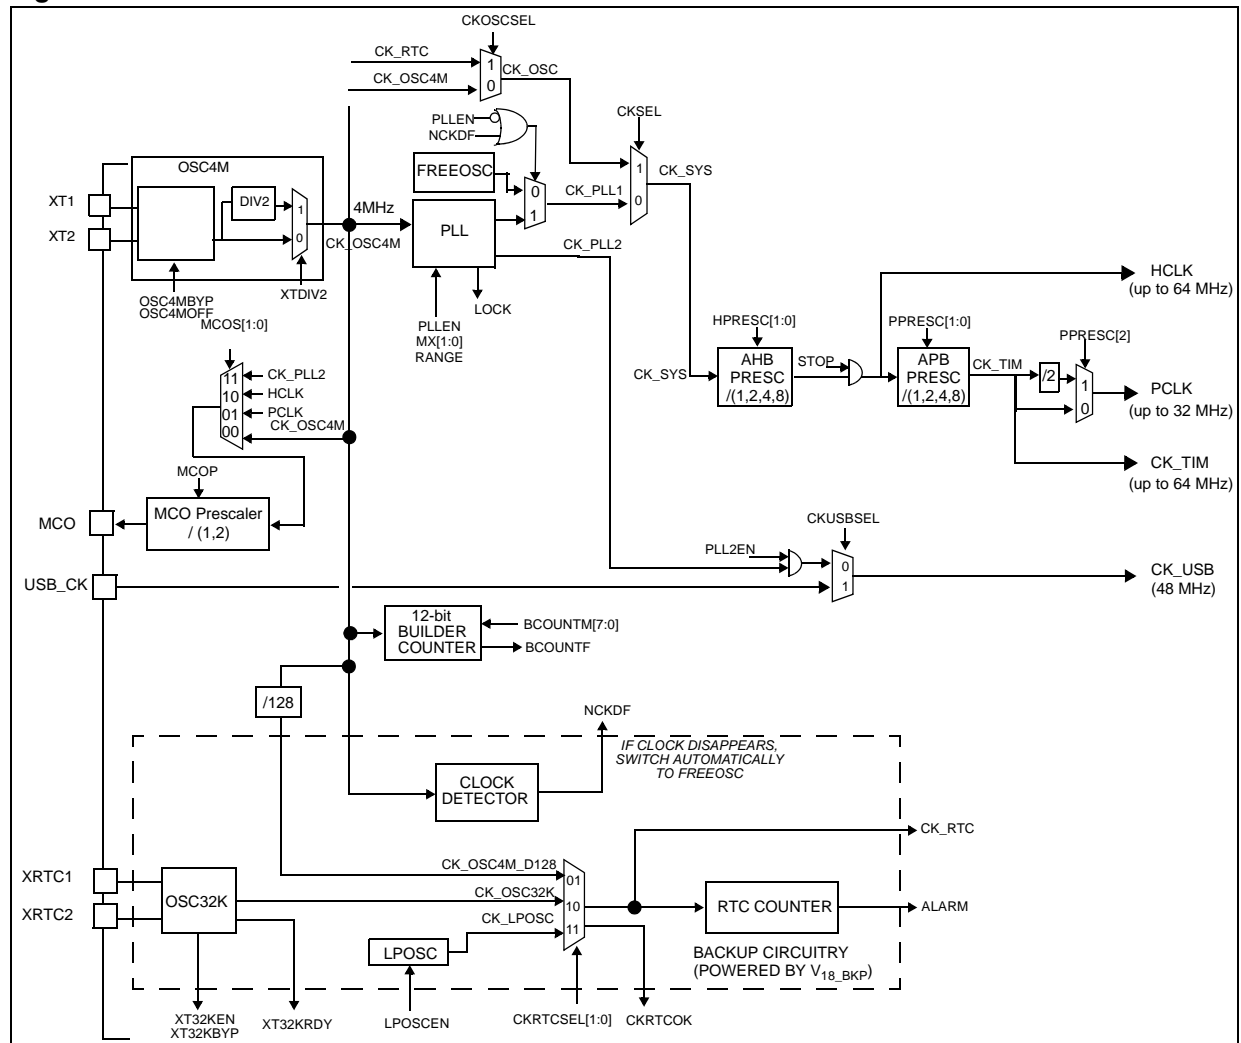 CKOSCSEL
CK_RTC
CK_OSC4M
1
0
CK_OSC
PLLEN
NCKDF
CKSEL
OSC4M
FREEOSC
1
0
CK_SYS
XT1
XT2
DIV2
1
0
4MHz
CK_OSC4M
PLL
0
1
CK_PLL1
CK_PLL2
OSC4MBYP
OSC4MOFF
XTDIV2
LOCK
PLLEN
MX[1:0]
RANGE
HCLK
(up to 64 MHz)
MCOS[1:0]
11
10
01
00
CK_PLL2
HCLK
PCLK
CK_OSC4M
HPRESC[1:0]
PPRESC[1:0]
PPRESC[2]
CK_SYS
AHB
PRESC
/(1,2,4,8)
STOP
APB
PRESC
/(1,2,4,8)
CK_TIM
/2
1
0
PCLK
(up to 32 MHz)
CK_TIM
(up to 64 MHz)
MCOP
MCO
MCO Prescaler
/ (1,2)
CKUSBSEL
PLL2EN
0
1
USB_CK
CK_USB
(48 MHz)
12-bit
BUILDER
COUNTER
BCOUNTM[7:0]
BCOUNTF
/128
NCKDF
IF CLOCK DISAPPEARS,
SWITCH AUTOMATICALLY
TO FREEOSC
CLOCK
DETECTOR
CK_RTC
XRTC1
XRTC2
OSC32K
CK_OSC4M_D128
CK_OSC32K
CK_LPOSC
01
10
11
LPOSC
RTC COUNTER
ALARM
BACKUP CIRCUITRY
(POWERED BY V18_BKP)
XT32KEN
XT32KBYP
XT32KRDY
LPOSCEN
CKRTCSEL[1:0]
CKRTCOK